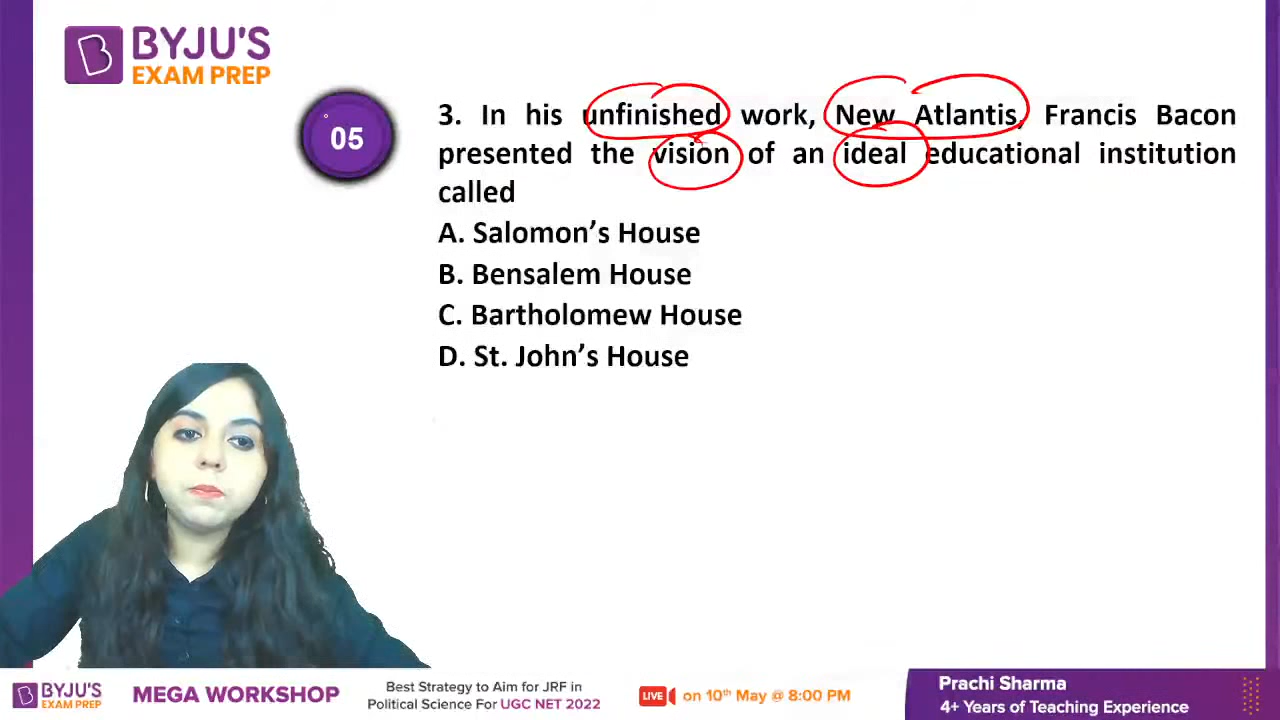 BYJU'S
EXAM PREP
05
3. In his unfinished work, New Atlantis, Francis Bacon
presented the vision of an ideal educational institution
called
A. Salomon's House
B. Bensalem House
C. Bartholomew House
D. St. John's House
BYJU'S
EXAM PREP
MEGA WORKSHOP
Best Strategy to Aim for JRF in
Political Science For UGC NET 2022
LIVE on 10th May @ 8:00 PM
Prachi Sharma
4+ Years of Teaching Experience